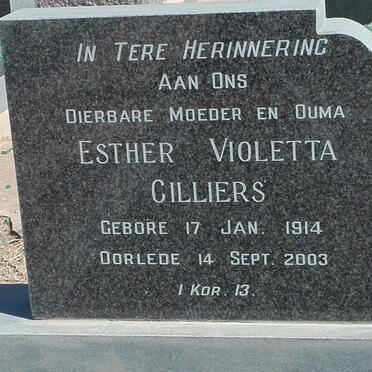 In Tere Herinnering
Aan Ons
Dierbare Moeder en Ouma
Esther Violetta
Cilliers
Gebore 17 Jan. 1914
Oorlede 14 Sept. 2003
1 Kor. 13.